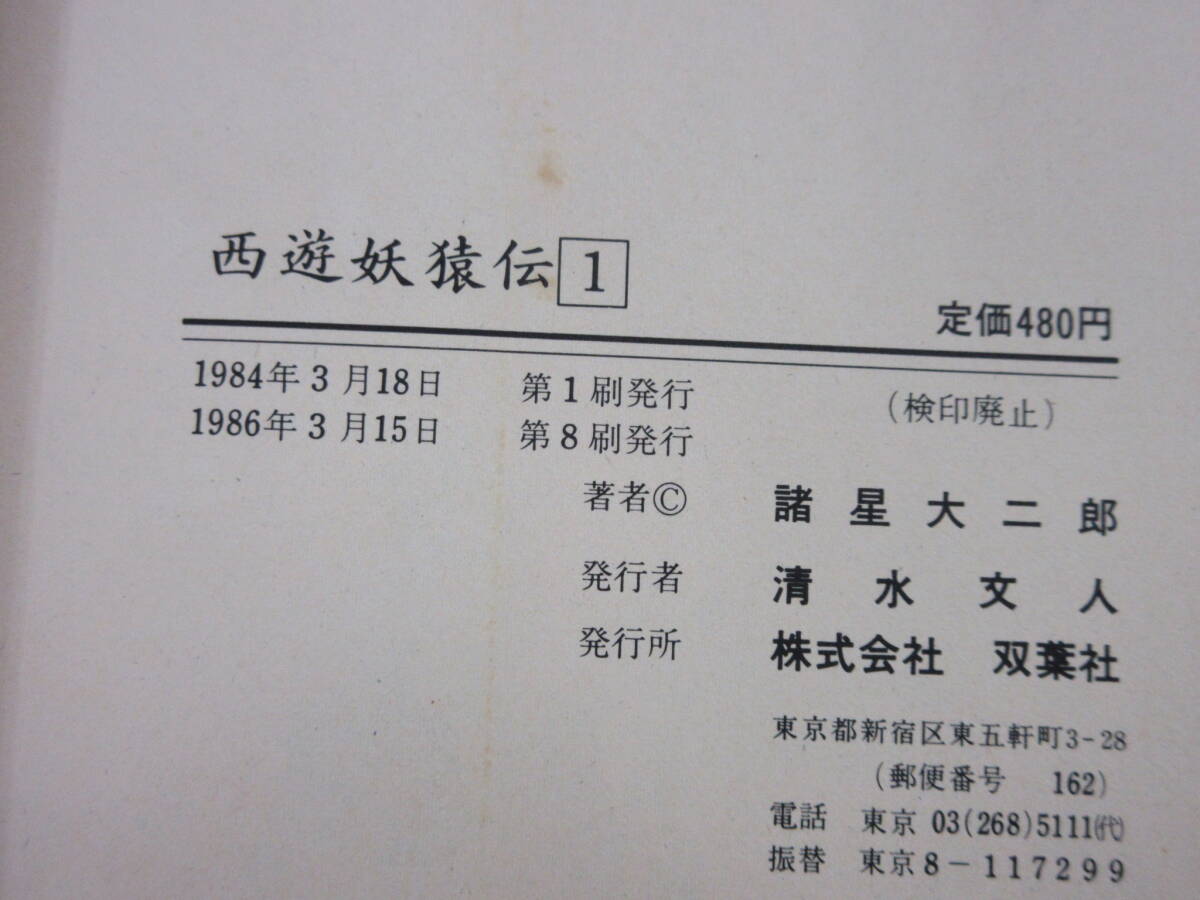 西遊妖猿伝 1
定価480円
1984年3月18日 第1刷発行 (検印廃止)
1986年3月15日 第8刷発行
著者© 諸星大二郎
発行者 清水文人
発行所 株式会社 双葉社
東京都新宿区東五軒町3-28
(郵便番号 162)
電話 東京 03(268)5111(代)
振替 東京8-117299